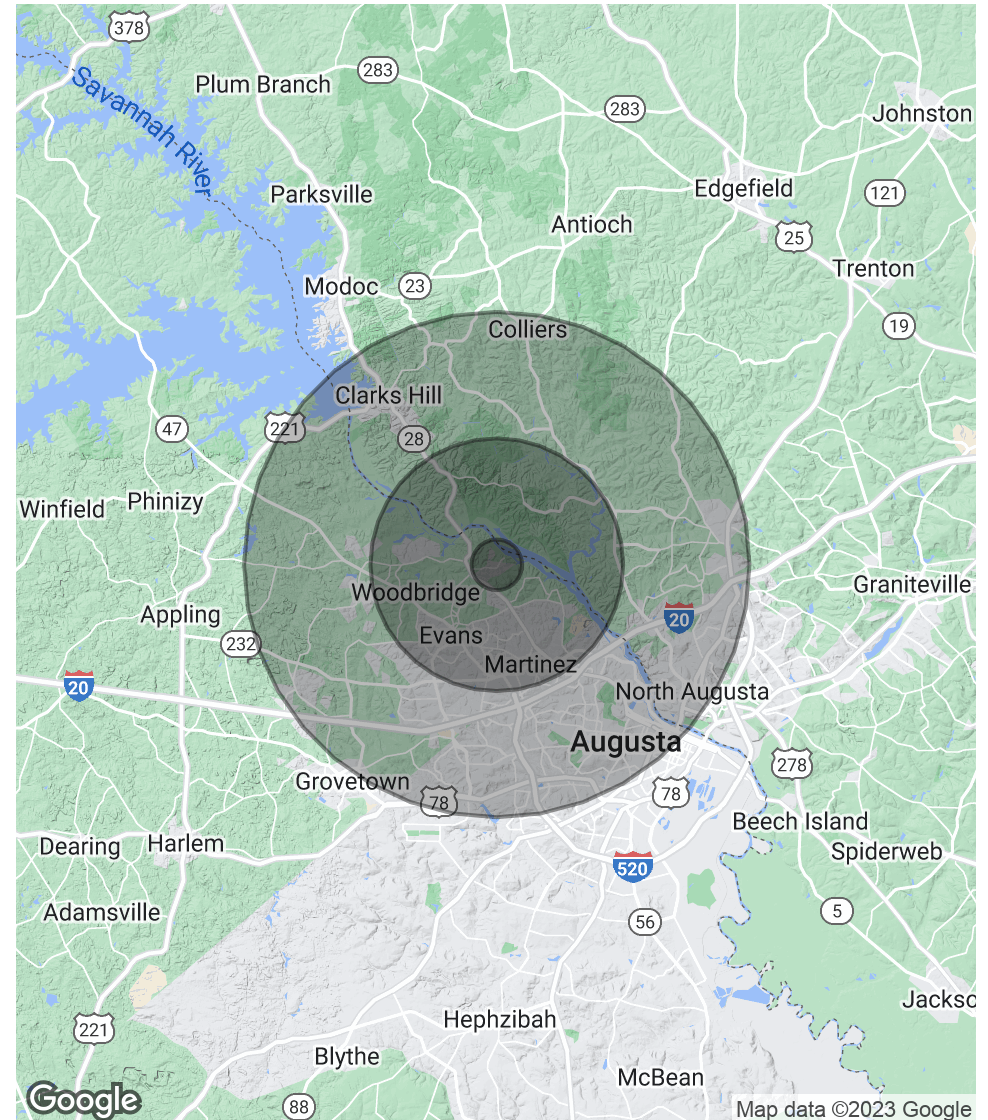 378
Plum Branch
283
283
Johnston
Savannah River
Edgefield
121
Parksville
Antioch
25
Trenton
Modoc
23
19
Colliers
Clarks Hill
47
221
28
Winfield
Phinizy
Woodbridge
Graniteville
Appling
20
Evans
232
Martinez
20
North Augusta
Augusta
278
Grovetown
78
78
Beech Island
Dearing
Harlem
Spiderweb
520
Adamsville
56
5
Jackso
221
Hephzibah
Blythe
McBean
Google
88
Map data ©2023 Google